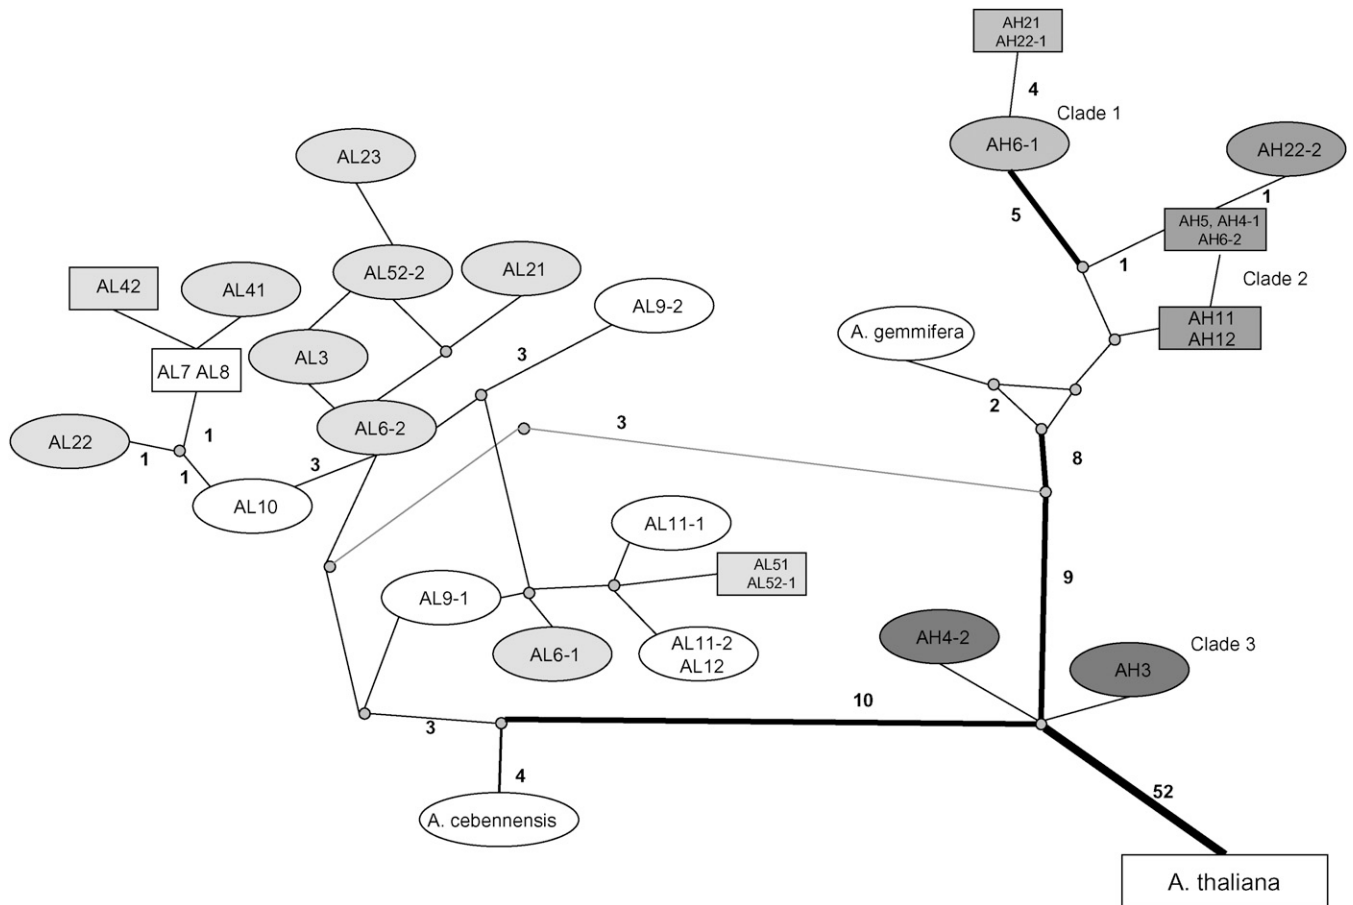 AH21
AH22-1
4
Clade 1
AH6-1
AH22-2
AL23
5
1
AH5, AH4-1
AH6-2
1
AL52-2
AL21
Clade 2
AL42
AL41
AL9-2
AH11
AH12
A. gemmifera
AL3
3
AL7 AL8
2
AL22
1
AL6-2
3
8
1
1
3
AL10
AL11-1
AL51
AL52-1
9
AL9-1
AH4-2
Clade 3
AL6-1
AL11-2
AL12
AH3
10
3
4
52
A. cebennensis
A. thaliana